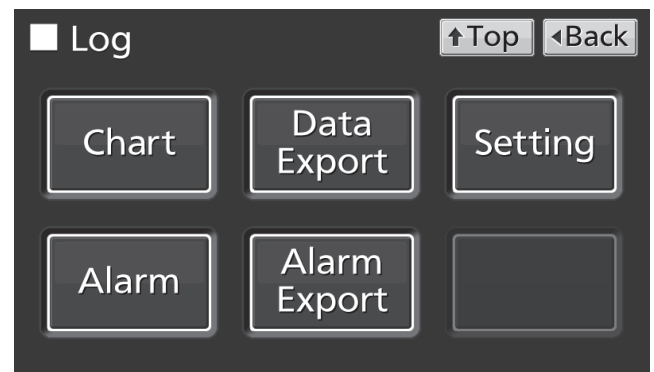 Log
↑Top
◂Back
Chart
Data
Export
Setting
Alarm
Alarm
Export